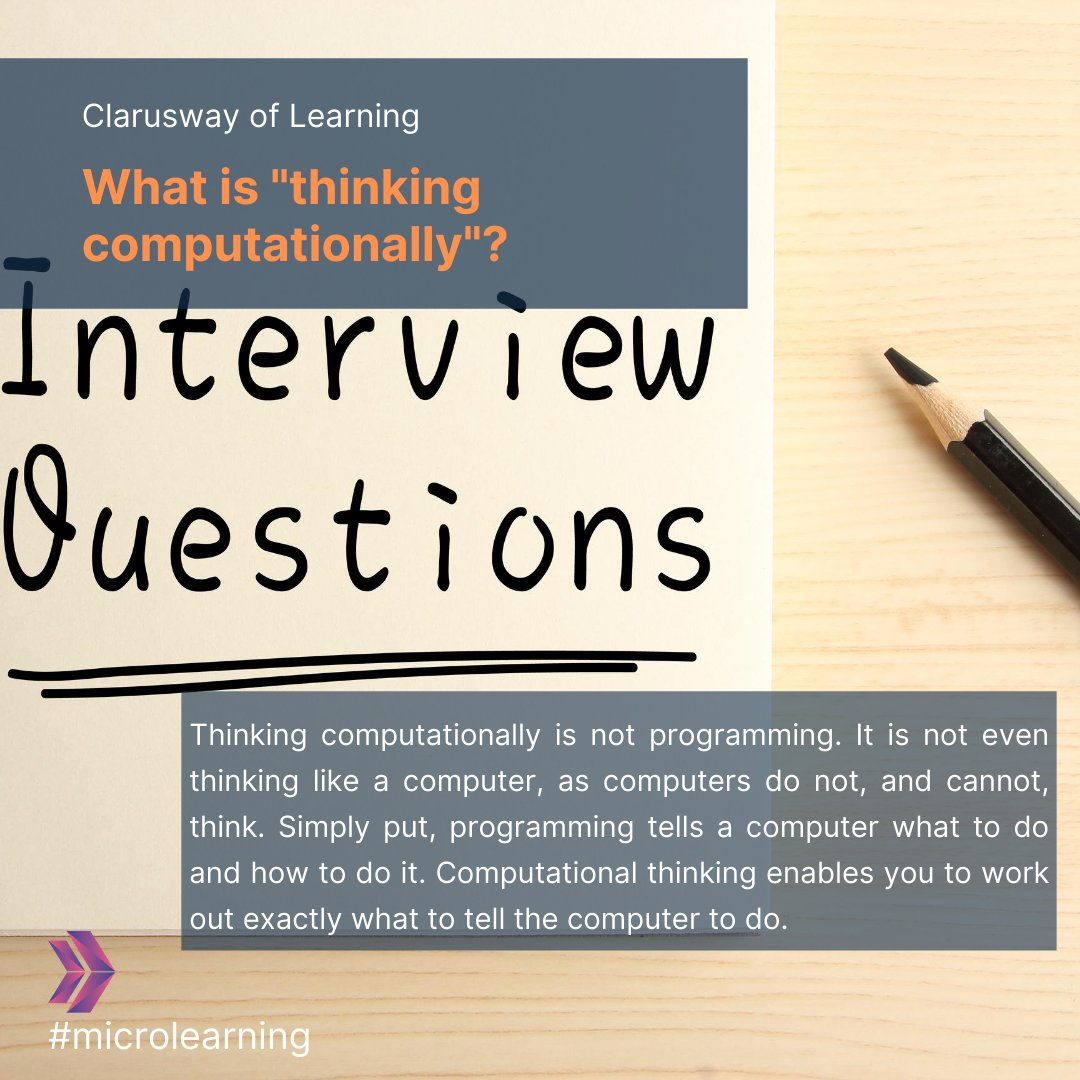 Clarusway of Learning
What is "thinking
computationally"?
Interview
Questions
Thinking computationally is not programming. It is not even
thinking like a computer, as computers do not, and cannot,
think. Simply put, programming tells a computer what to do
and how to do it. Computational thinking enables you to work
out exactly what to tell the computer to do.
#microlearning